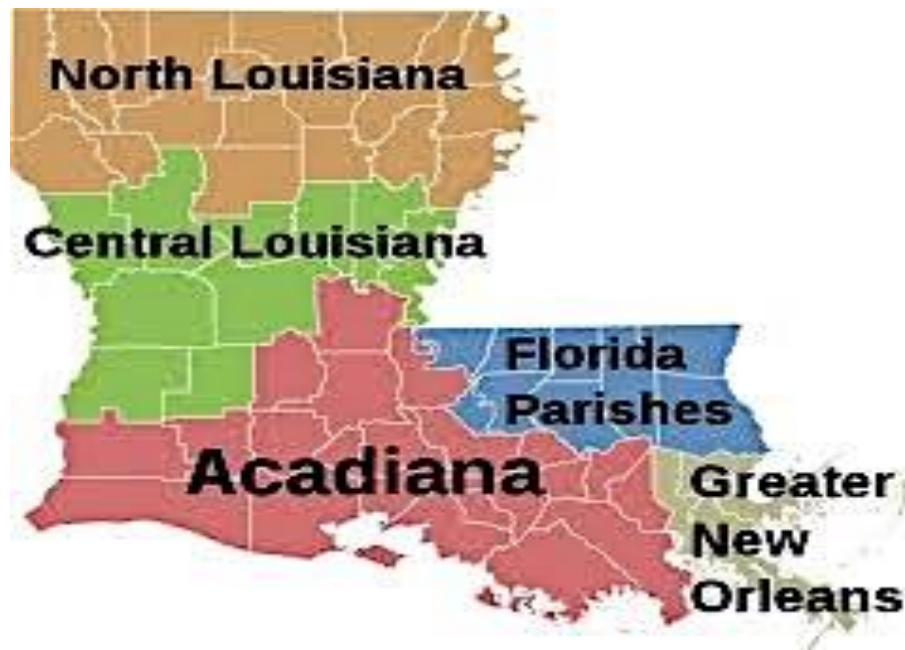 North Louisiana
Central Louisiana
Florida
Parishes
Acadiana
Greater
New
Orleans